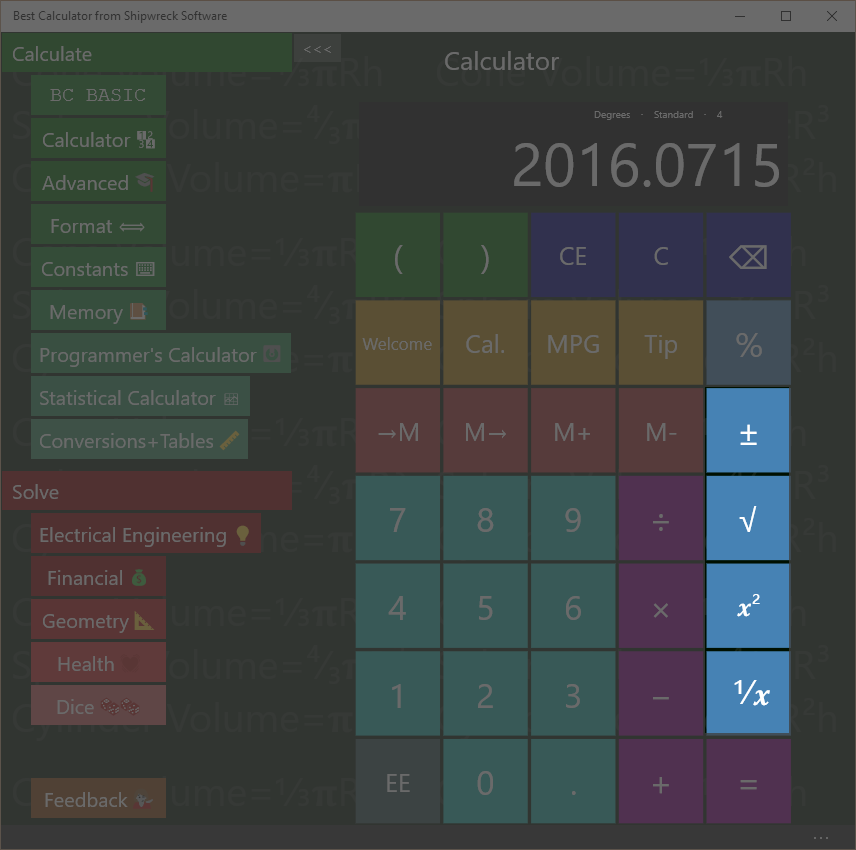 Best Calculator from Shipwreck Software
Calculate
<<<
BC BASIC
Calculator
Advanced
Format
Constants
Memory
Programmer's Calculator
Statistical Calculator
Conversions+Tables
Solve
Electrical Engineering
Financial
Geometry
Health
Dice
Feedback
Calculator
Degrees · Standard · 4
2016.0715
( ) CE C ⌫
Welcome Cal. MPG Tip %
→M M→ M+ M- ±
7 8 9 ÷ √
4 5 6 × x²
1 2 3 − ¹⁄x
EE 0 . + =
...